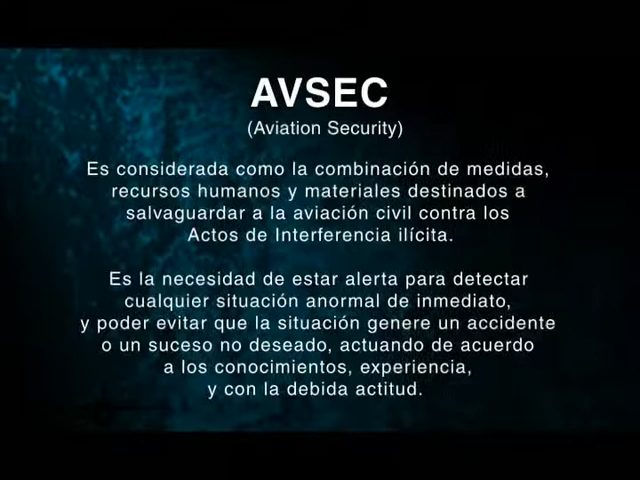 AVSEC
(Aviation Security)
Es considerada como la combinación de medidas,
recursos humanos y materiales destinados a
salvaguardar a la aviación civil contra los
Actos de Interferencia ilícita.
Es la necesidad de estar alerta para detectar
cualquier situación anormal de inmediato,
y poder evitar que la situación genere un accidente
o un suceso no deseado, actuando de acuerdo
a los conocimientos, experiencia,
y con la debida actitud.